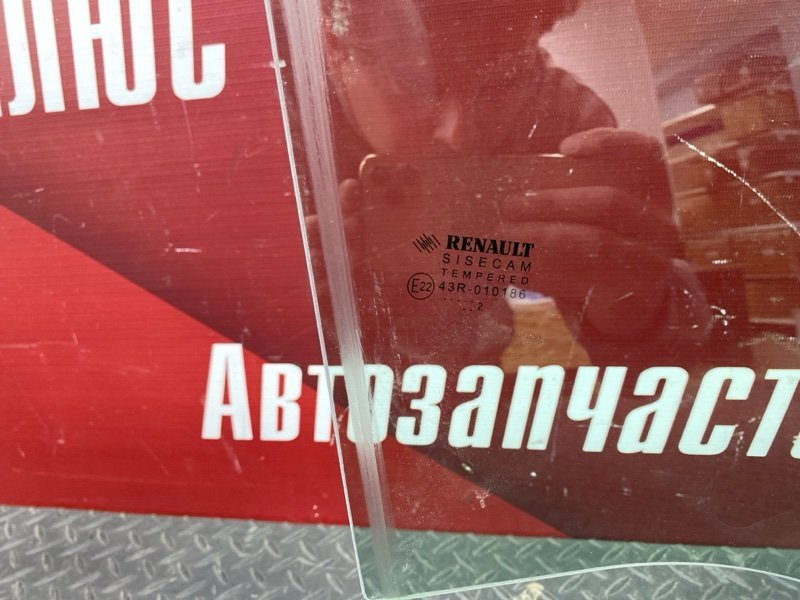 ЛЮС
RENAULT
SISECAM
TEMPERED
E22 43R-010186
Автозапчаст